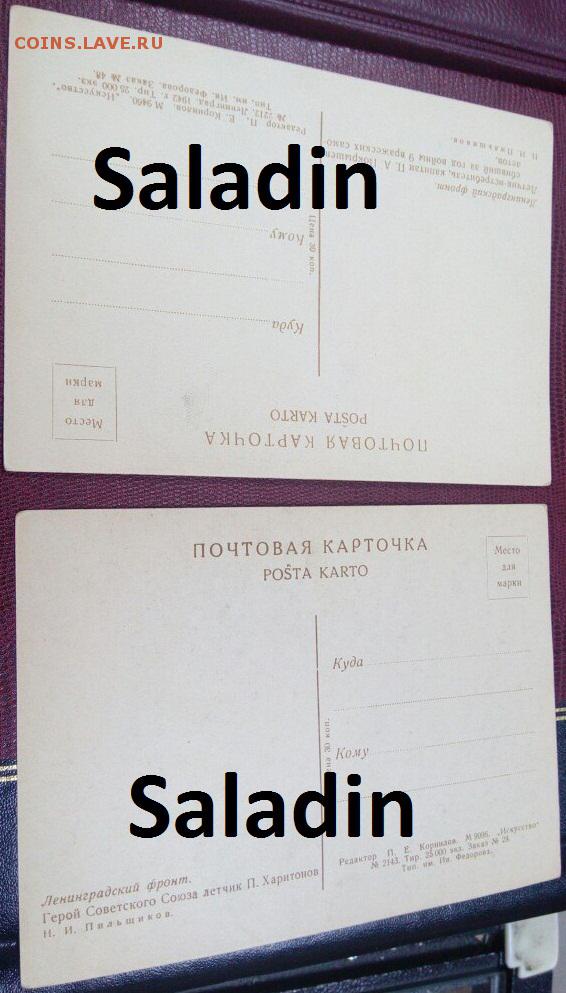 COINS.LAVE.RU
ПОЧТОВАЯ КАРТОЧКА
POŜTA KARTO
Место
для
марки
Куда
Кому
Цена 30 коп.
Ленинградский фронт.
Летчик-истребитель, капитан П. А. Покрышев,
сбивший за год войны 9 вражеских само
летов.
Н. И. Пильщиков.
Редактор П. Е. Корнилов. М 9460. „Искусство“.
№ 2212. Ленинград, 1942 г. Тир. 25 000 экз.
Тип. им. Ив. Федорова. Заказ № 48.
Saladin
ПОЧТОВАЯ КАРТОЧКА
POŜTA KARTO
Место
для
марки
Куда
Кому
30 коп.
Ленинградский фронт.
Герой Советского Союза летчик П. Харитонов
Н. И. Пильщиков.
Редактор П. Е. Корнилов. М 9096. „Искусство“
№ 2143. Тир. 25 000 экз. Заказ № 29.
Тип. им. Ив. Федорова.
Saladin